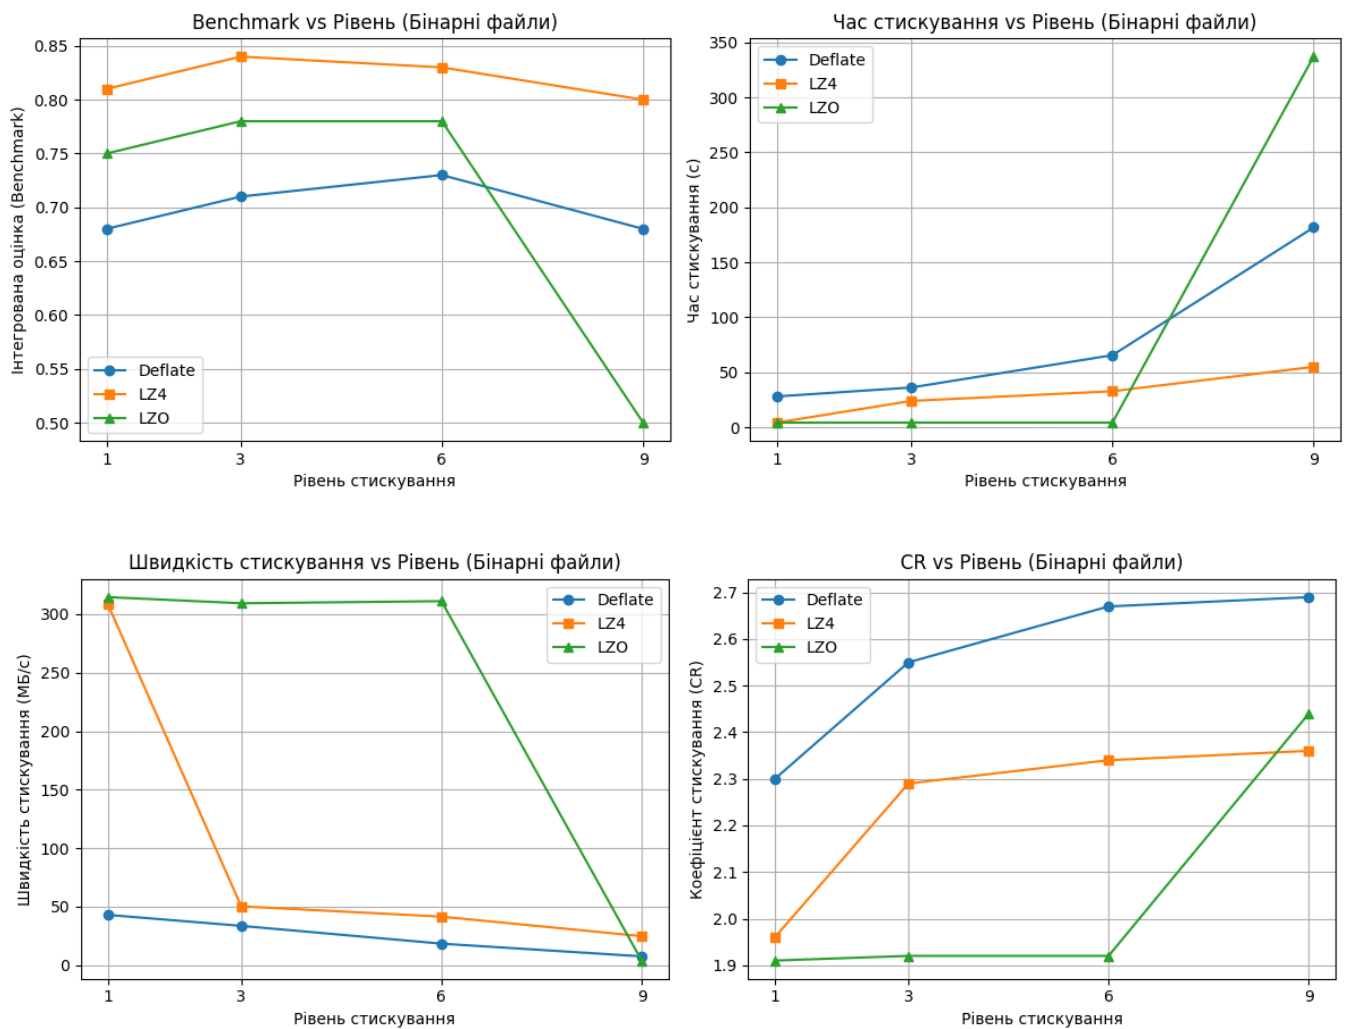 Benchmark vs Рівень (Бінарні файли)
Інтегрована оцінка (Benchmark)
0.85
0.80
0.75
0.70
0.65
0.60
0.55
0.50
Deflate
LZ4
LZO
1
3
6
9
Рівень стискування
Час стискування vs Рівень (Бінарні файли)
Час стискування (с)
350
300
250
200
150
100
50
0
Deflate
LZ4
LZO
1
3
6
9
Рівень стискування
Швидкість стискування vs Рівень (Бінарні файли)
Швидкість стискування (МБ/с)
300
250
200
150
100
50
0
Deflate
LZ4
LZO
1
3
6
9
Рівень стискування
CR vs Рівень (Бінарні файли)
Коефіцієнт стискування (CR)
2.7
2.6
2.5
2.4
2.3
2.2
2.1
2.0
1.9
Deflate
LZ4
LZO
1
3
6
9
Рівень стискування